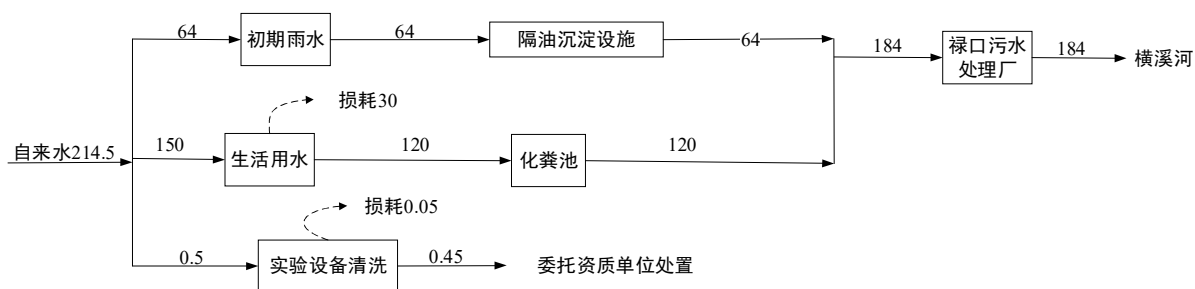 64
初期雨水
64
隔油沉淀设施
64
184
禄口污水
处理厂
184
横溪河
损耗30
自来水214.5
150
生活用水
120
化粪池
120
损耗0.05
0.5
实验设备清洗
0.45
委托资质单位处置